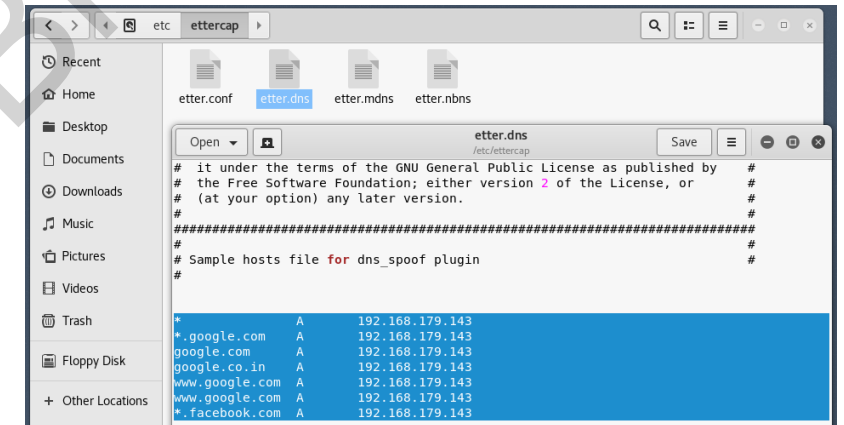 etc ettercap
Recent
Home
Desktop
Documents
Downloads
Music
Pictures
Videos
Trash
Floppy Disk
+ Other Locations
etter.conf etter.dns etter.mdns etter.nbns
Open etter.dns Save
/etc/ettercap
# it under the terms of the GNU General Public License as published by #
# the Free Software Foundation; either version 2 of the License, or #
# (at your option) any later version. #
# #
############################################################################
# #
# Sample hosts file for dns_spoof plugin #
#
* A 192.168.179.143
*.google.com A 192.168.179.143
google.com A 192.168.179.143
google.co.in A 192.168.179.143
www.google.com A 192.168.179.143
www.google.com A 192.168.179.143
*.facebook.com A 192.168.179.143